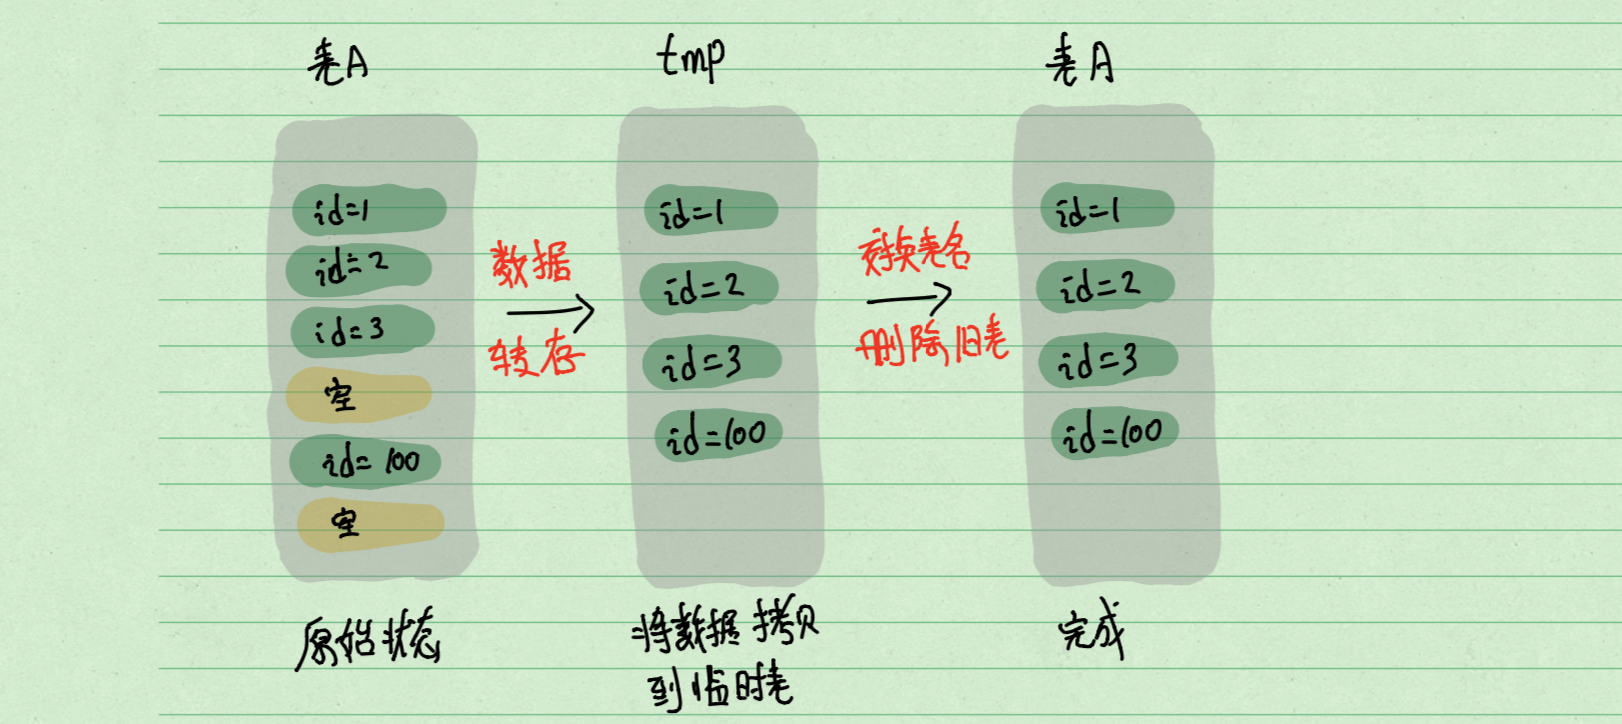 表A
tmp
表A
id=1
id=2
id=3
空
id=100
空
数据
转存
id=1
id=2
id=3
id=100
交换表名
删除旧表
id=1
id=2
id=3
id=100
原始状态
将数据拷贝
到临时表
完成